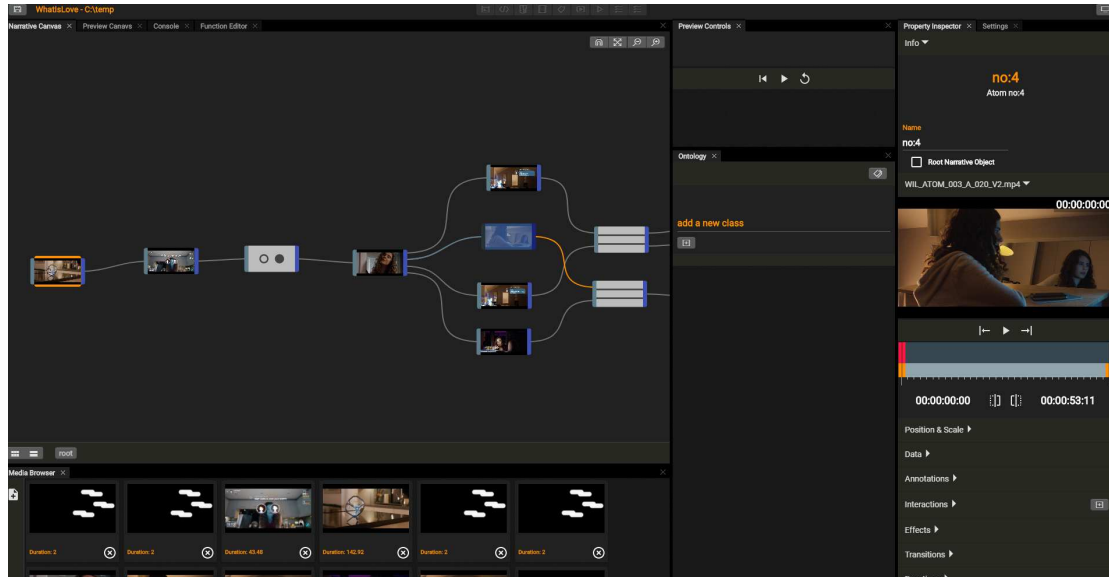 WhatIsLove - C:\temp
Narrative Canvas × Preview Canavs × Console × Function Editor ×
Preview Controls ×
Property Inspector × Settings ×
Info
no:4
Atom no:4
Name
no:4
Root Narrative Object
WIL_ATOM_003_A_020_V2.mp4
00:00:00:00
Ontology ×
add a new class
00:00:00:00
00:00:53:11
Position & Scale
Data
Annotations
Interactions
Effects
Transitions
root
Media Browser ×
Duration: 2
Duration: 2
Duration: 43.48
Duration: 142.92
Duration: 2
Duration: 2